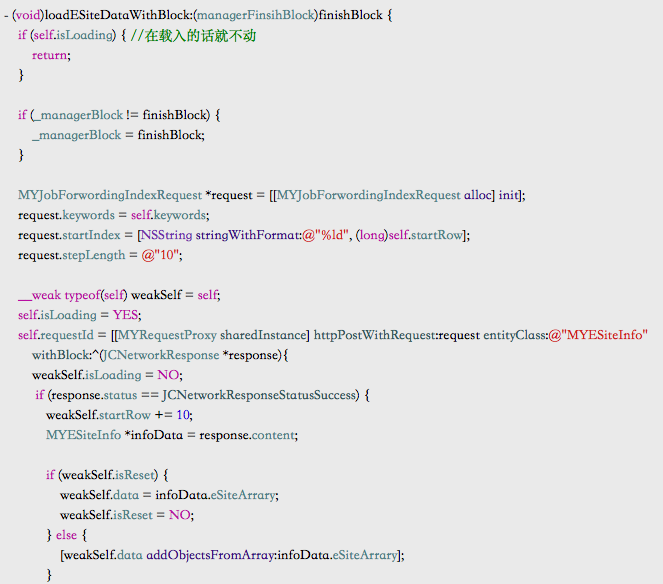 - (void)loadESiteDataWithBlock:(managerFinsihBlock)finishBlock {
if (self.isLoading) { //在载入的话就不动
return;
}
if (_managerBlock != finishBlock) {
_managerBlock = finishBlock;
}
MYJobForwordingIndexRequest *request = [[MYJobForwordingIndexRequest alloc] init];
request.keywords = self.keywords;
request.startIndex = [NSString stringWithFormat:@"%ld", (long)self.startRow];
request.stepLength = @"10";
__weak typeof(self) weakSelf = self;
self.isLoading = YES;
self.requestId = [[MYRequestProxy sharedInstance] httpPostWithRequest:request entityClass:@"MYESiteInfo"
withBlock:^(JCNetworkResponse *response){
weakSelf.isLoading = NO;
if (response.status == JCNetworkResponseStatusSuccess) {
weakSelf.startRow += 10;
MYESiteInfo *infoData = response.content;
if (weakSelf.isReset) {
weakSelf.data = infoData.eSiteArrary;
weakSelf.isReset = NO;
} else {
[weakSelf.data addObjectsFromArray:infoData.eSiteArrary];
}